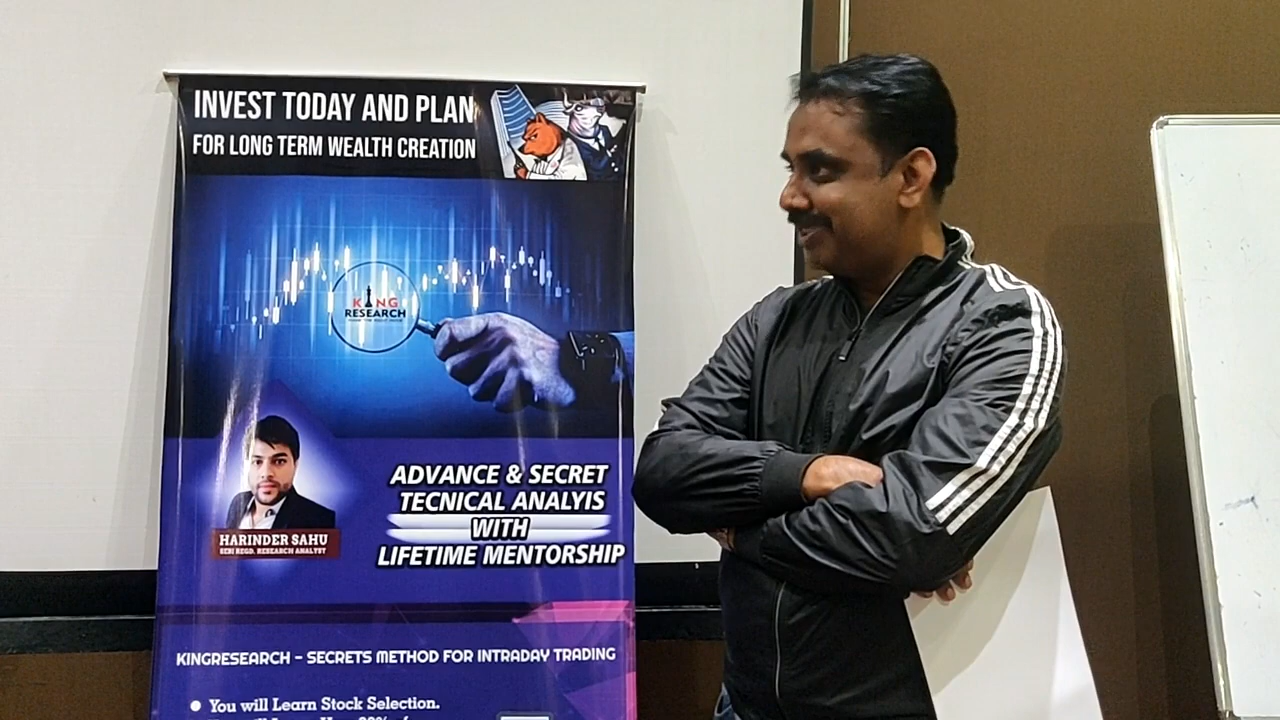 INVEST TODAY AND PLAN
FOR LONG TERM WEALTH CREATION
KING
RESEARCH
HARINDER SAHU
SEBI REGD. RESEARCH ANALYST
ADVANCE & SECRET
TECNICAL ANALYIS
WITH
LIFETIME MENTORSHIP
KINGRESEARCH - SECRETS METHOD FOR INTRADAY TRADING
You will Learn Stock Selection.